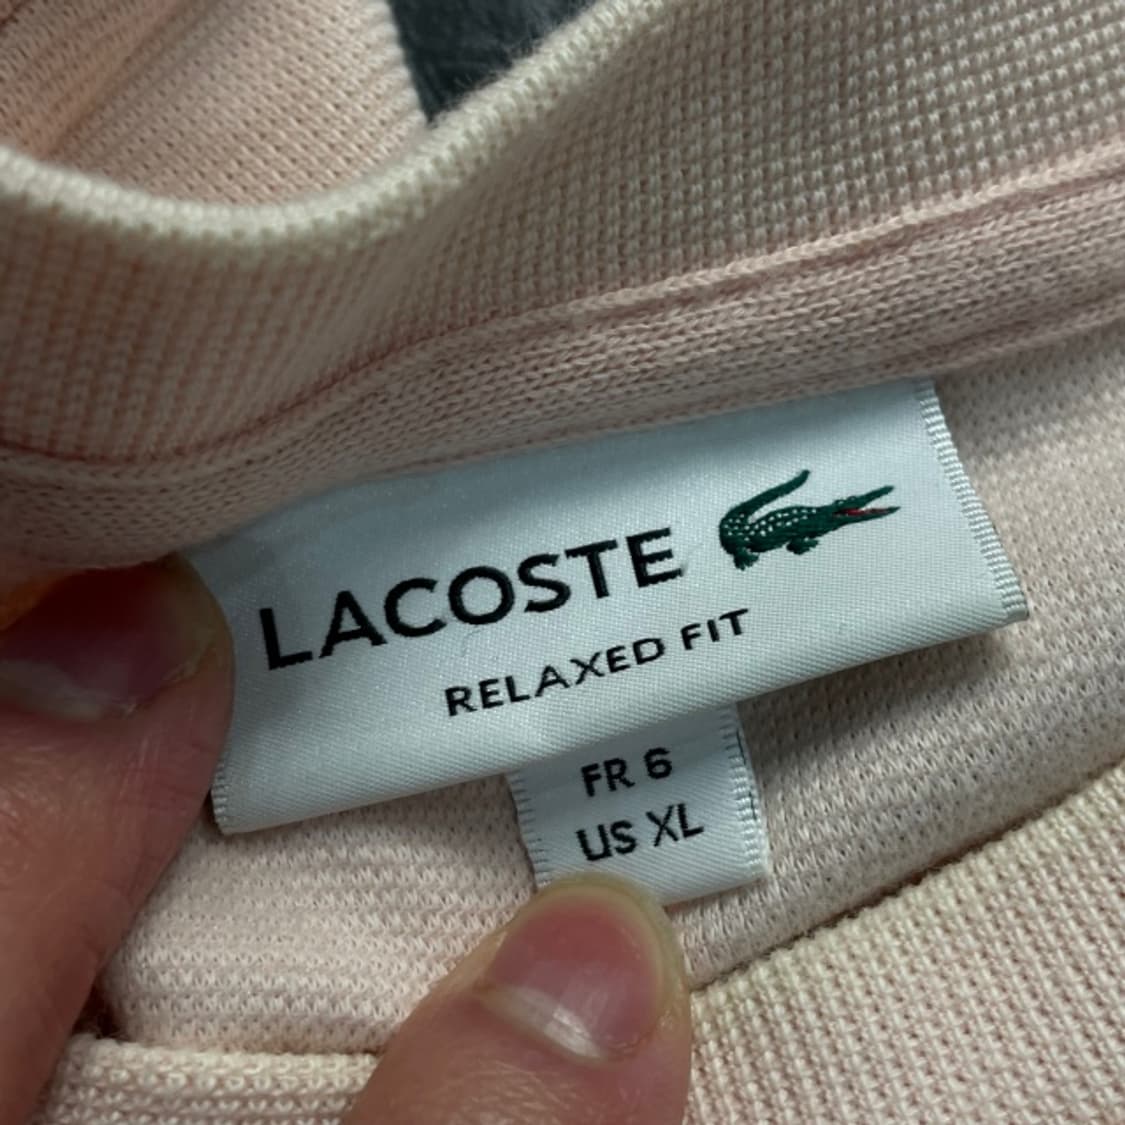 LACOSTE
RELAXED FIT
FR 6
US XL